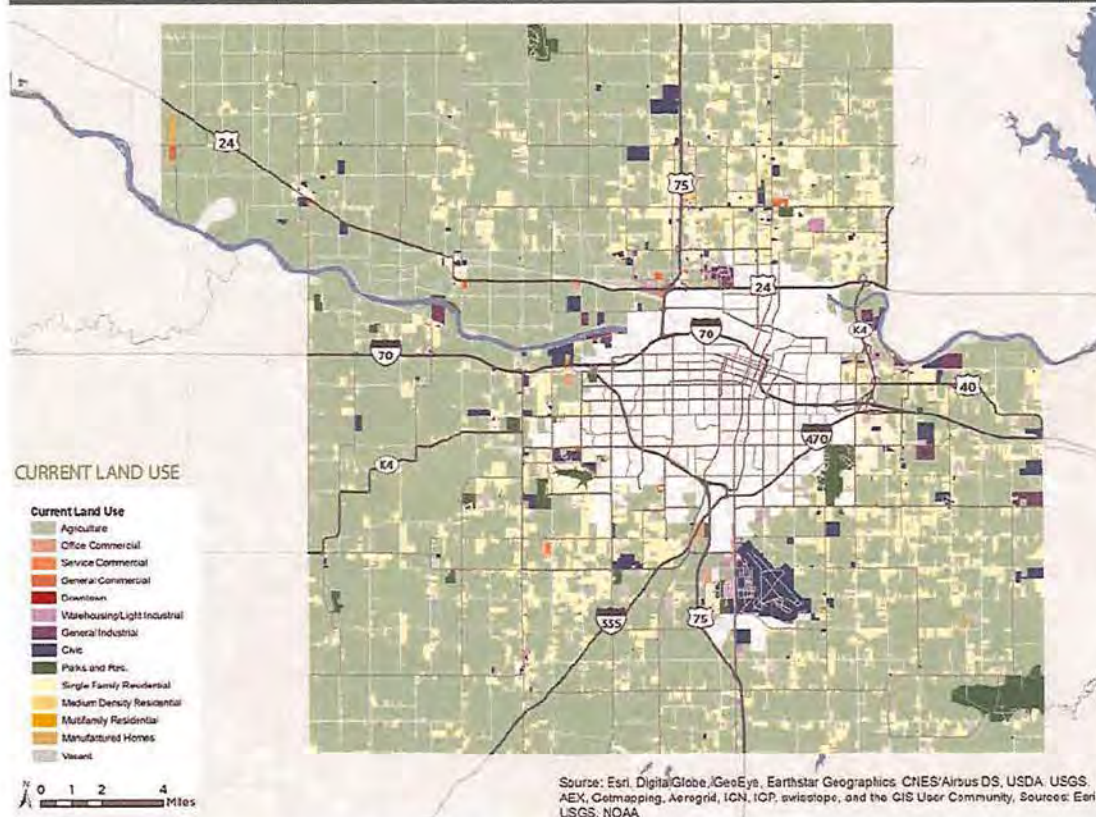 24
75
24
70
70
K4
40
470
K4
335
75
CURRENT LAND USE
Current Land Use
Agriculture
Office Commercial
Service Commercial
General Commercial
Downtown
Warehousing/Light Industrial
General Industrial
Civic
Parks and Rec.
Single Family Residential
Medium Density Residential
Multifamily Residential
Manufactured Homes
Vacant
N
0 1 2 4
Miles
Source: Esri, DigitalGlobe, GeoEye, Earthstar Geographics, CNES/Airbus DS, USDA, USGS,
AEX, Getmapping, Aerogrid, IGN, IGP, swisstopo, and the GIS User Community, Sources: Esri,
USGS, NOAA